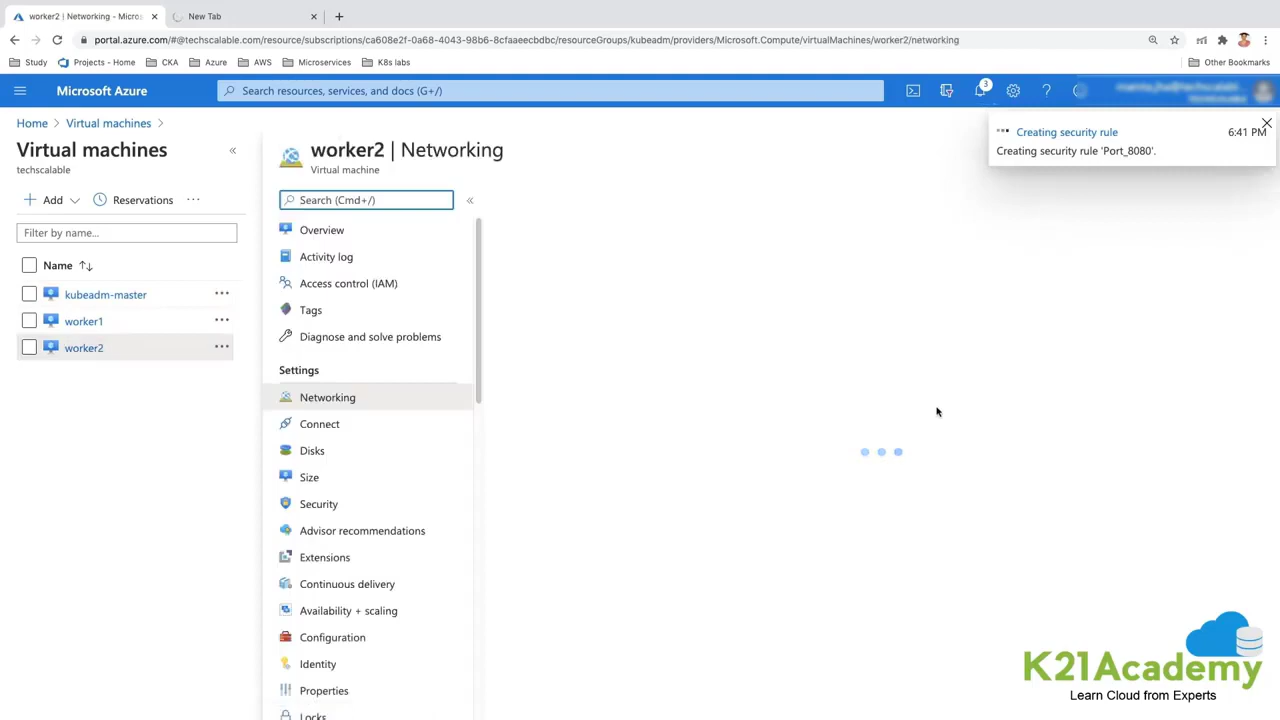 worker2 | Networking - Micros
New Tab
portal.azure.com/#@techscalable/resource/subscriptions/ca608e2f-0a68-4043-98b6-8cfaaeecbdbc/resourceGroups/kubeadm/providers/Microsoft.Compute/virtualMachines/worker2/networking
Study
Projects - Home
CKA
Azure
AWS
Microservices
K8s labs
Other Bookmarks
Microsoft Azure
Search resources, services, and docs (G+/)
3
Home > Virtual machines >
Virtual machines
techscalable
Add
Reservations
Filter by name...
Name
kubeadm-master
worker1
worker2
worker2 | Networking
Virtual machine
Search (Cmd+/)
Overview
Activity log
Access control (IAM)
Tags
Diagnose and solve problems
Settings
Networking
Connect
Disks
Size
Security
Advisor recommendations
Extensions
Continuous delivery
Availability + scaling
Configuration
Identity
Properties
Locks
Creating security rule
6:41 PM
Creating security rule 'Port_8080'.
K21Academy
Learn Cloud from Experts